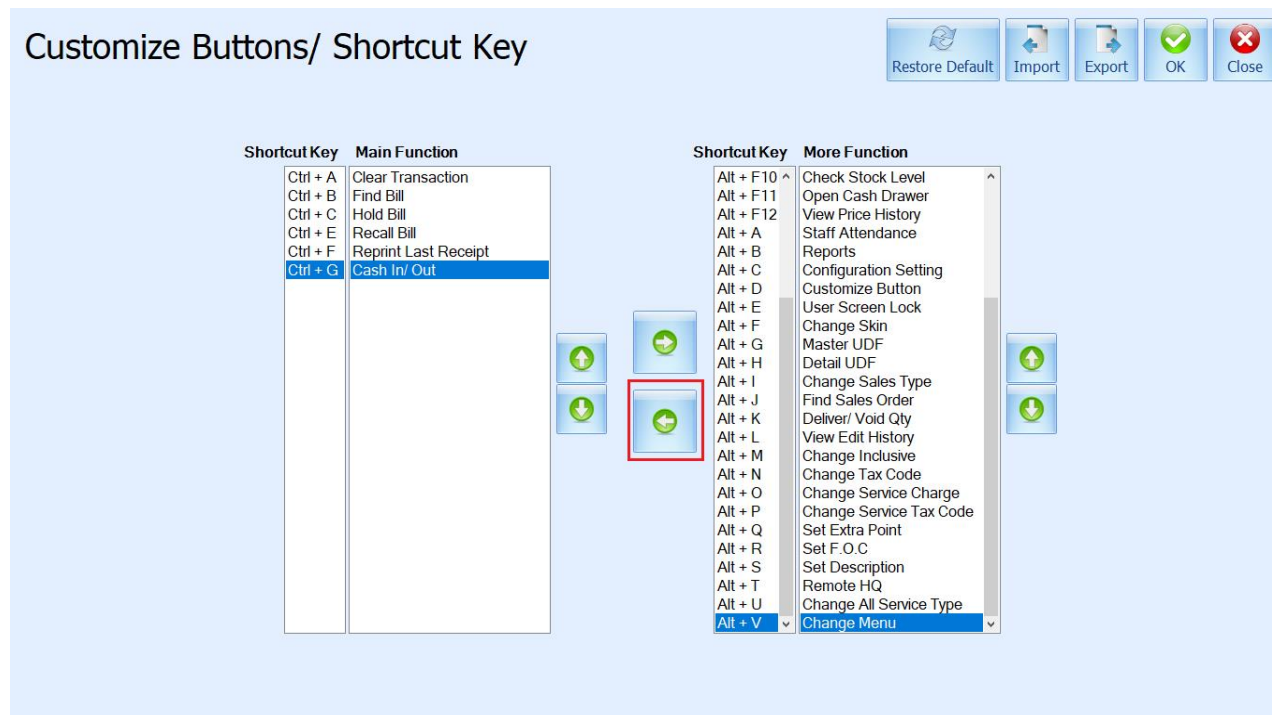 Customize Buttons/ Shortcut Key
Restore Default
Import
Export
OK
Close
Shortcut Key Main Function
Ctrl + A Clear Transaction
Ctrl + B Find Bill
Ctrl + C Hold Bill
Ctrl + E Recall Bill
Ctrl + F Reprint Last Receipt
Ctrl + G Cash In/ Out
Shortcut Key More Function
Alt + F10 Check Stock Level
Alt + F11 Open Cash Drawer
Alt + F12 View Price History
Alt + A Staff Attendance
Alt + B Reports
Alt + C Configuration Setting
Alt + D Customize Button
Alt + E User Screen Lock
Alt + F Change Skin
Alt + G Master UDF
Alt + H Detail UDF
Alt + I Change Sales Type
Alt + J Find Sales Order
Alt + K Deliver/ Void Qty
Alt + L View Edit History
Alt + M Change Inclusive
Alt + N Change Tax Code
Alt + O Change Service Charge
Alt + P Change Service Tax Code
Alt + Q Set Extra Point
Alt + R Set F.O.C
Alt + S Set Description
Alt + T Remote HQ
Alt + U Change All Service Type
Alt + V Change Menu